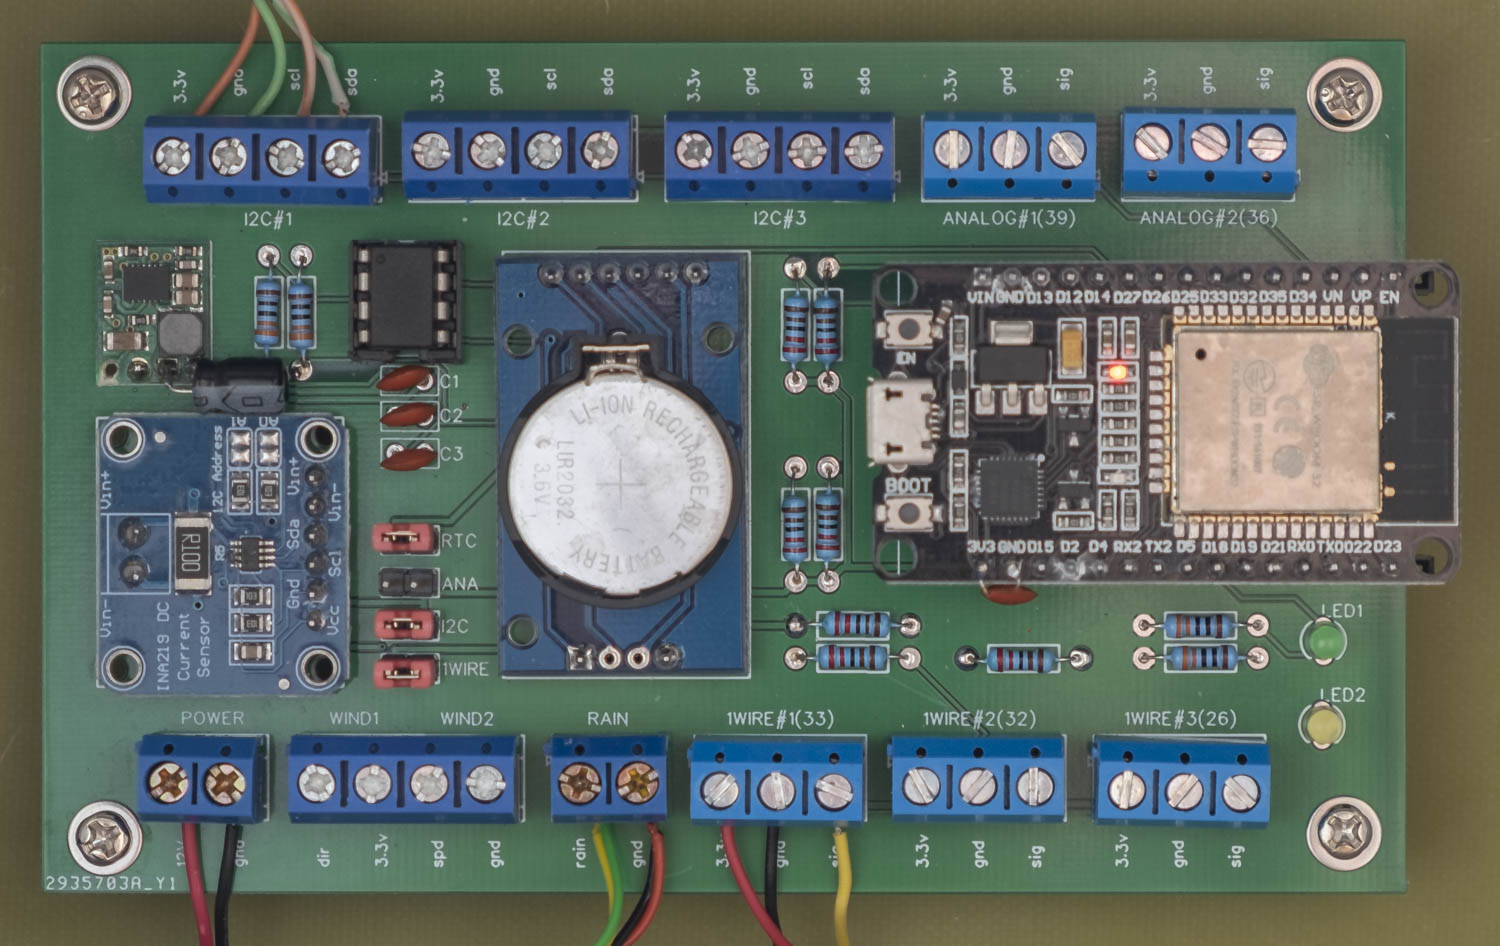 3.3v gnd scl sda
3.3v gnd scl sda
3.3v gnd scl sda
3.3v gnd sig
3.3v gnd sig
I2C#1
I2C#2
I2C#3
ANALOG#1(39)
ANALOG#2(36)
VIN GND D13 D12 D14 D27 D26 D25 D33 D32 D35 D34 VN VP EN
EN
BOOT
3V3 GND D15 D2 D4 RX2 TX2 D5 D18 D19 D21 RX0 TX0 D22 D23
C1
C2
C3
LI-ION RECHARGEABLE BATTERY
LIR2032
3.6V
I2C Address
Vin+
Vin-
Vin+
Vin-
Sda
Scl
Gnd
Vcc
R100
INA219 DC
Current
Sensor
RTC
ANA
I2C
1WIRE
LED1
LED2
POWER
WIND1
WIND2
RAIN
1WIRE#1(33)
1WIRE#2(32)
1WIRE#3(26)
12V gnd
dir 3.3v spd gnd
rain gnd
3.3v gnd sig
3.3v gnd sig
3.3v gnd sig
2935703A_Y1